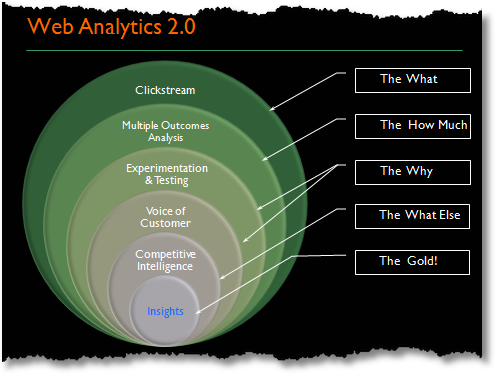 Web Analytics 2.0
Clickstream
Multiple Outcomes
Analysis
Experimentation
& Testing
Voice of
Customer
Competitive
Intelligence
Insights
The What
The How Much
The Why
The What Else
The Gold!